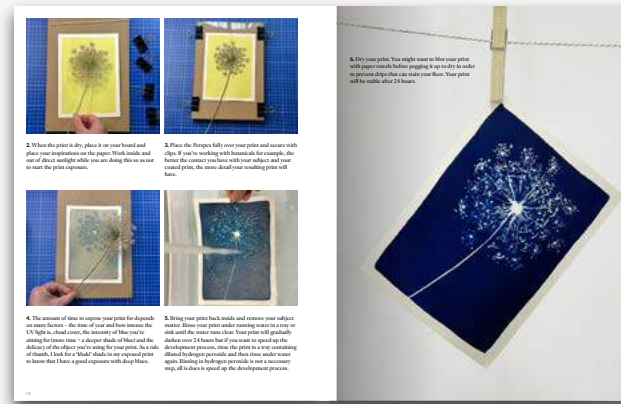 2. When the print is dry, place it on your board and
place your inspirations on the paper. Work inside and
out of direct sunlight while you are doing this so as not
to start the print exposure.
3. Place the Perspex fully over your print and secure with
clips. If you're working with botanicals for example, the
better the contact you have with your subject and your
coated print, the more detail your resulting print will
have.
4. The amount of time to expose your print for depends
on many factors – the time of year and how intense the
UV light is, cloud cover, the intensity of blue you're
aiming for (more time – a deeper shade of blue) and the
delicacy of the object you're using for your print. As a rule
of thumb, I look for a 'khaki' shade in my exposed print
to know that I have a good exposure with deep blues.
5. Bring your print back inside and remove your subject
matter. Rinse your print under running water in a tray or
sink until the water runs clear. Your print will gradually
darken over 24 hours but if you want to speed up the
development process, rinse the print in a tray containing
diluted hydrogen peroxide and then rinse under water
again. Rinsing in hydrogen peroxide is not a necessary
step, all is does is speed up the development process.
6. Dry your print. You might want to blot your print
with paper towels before pegging it up to dry in order
to prevent drips that can stain your floor. Your print
will be stable after 24 hours.